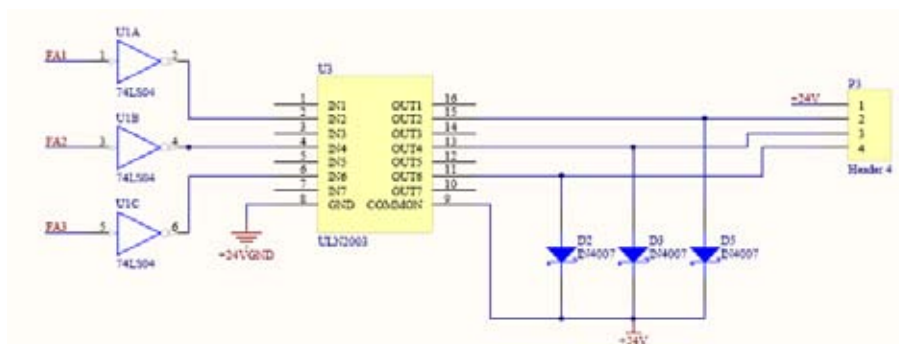 U1A
PA1 1 2
74LS04
U1B
PA2 3 4
74LS04
U1C
PA3 5 6
74LS04
U3
1 IN1 OUT1 16
2 IN2 OUT2 15
3 IN3 OUT3 14
4 IN4 OUT4 13
5 IN5 OUT5 12
6 IN6 OUT6 11
7 IN7 OUT7 10
8 GND COMMON 9
ULN2003
+24VGND
D2
IN4007
D3
IN4007
D5
IN4007
+24V
P3
+24V 1
2
3
4
Header 4